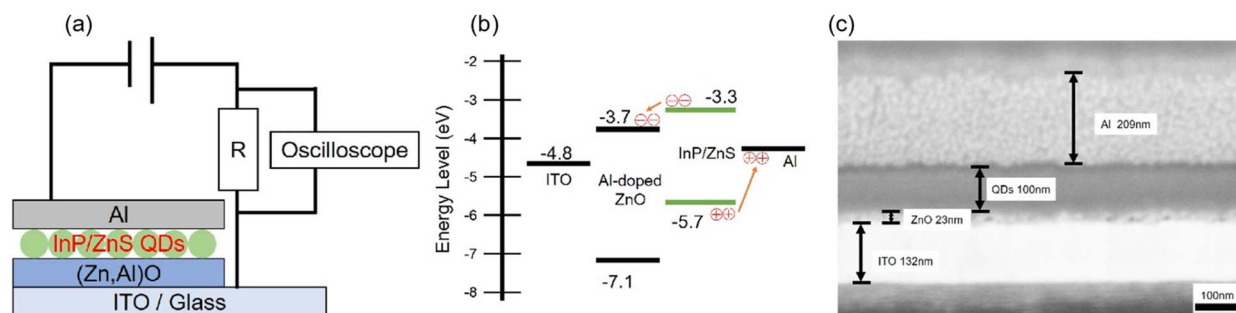 (a)
R
Oscilloscope
Al
InP/ZnS QDs
(Zn,Al)O
ITO / Glass
(b)
Energy Level (eV)
-2
-3
-4
-5
-6
-7
-8
-4.8
ITO
-3.7
Al-doped
ZnO
-7.1
-3.3
InP/ZnS
-5.7
Al
(c)
Al 209nm
QDs 100nm
ZnO 23nm
ITO 132nm
100nm